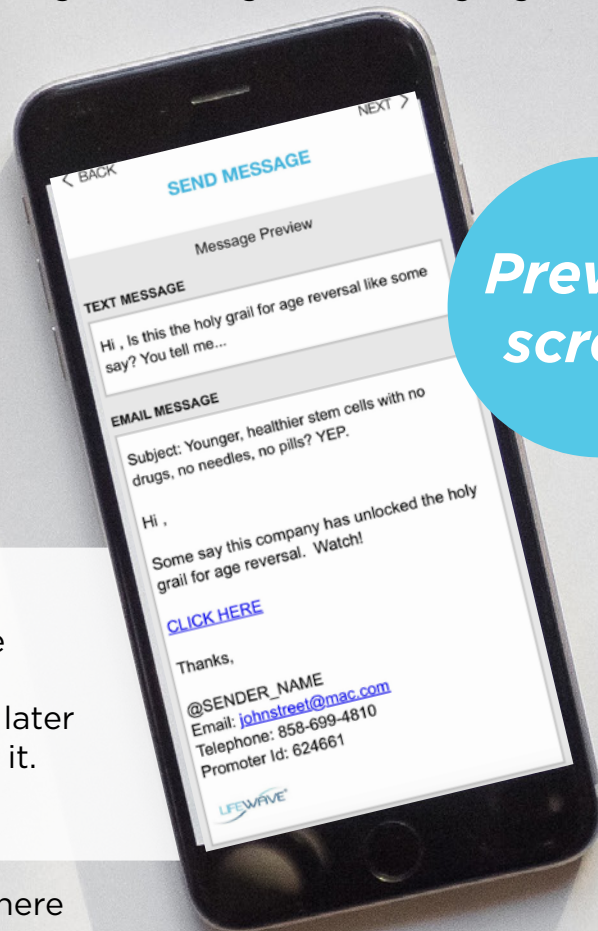 < BACK
NEXT >
SEND MESSAGE
Message Preview
TEXT MESSAGE
Hi , Is this the holy grail for age reversal like some
say? You tell me...
EMAIL MESSAGE
Subject: Younger, healthier stem cells with no
drugs, no needles, no pills? YEP.
Hi ,
Some say this company has unlocked the holy
grail for age reversal.  Watch!
CLICK HERE
Thanks,
@SENDER_NAME
Email: johnstreet@mac.com
Telephone: 858-699-4810
Promoter Id: 624661
LIFEWAVE®
later
it.